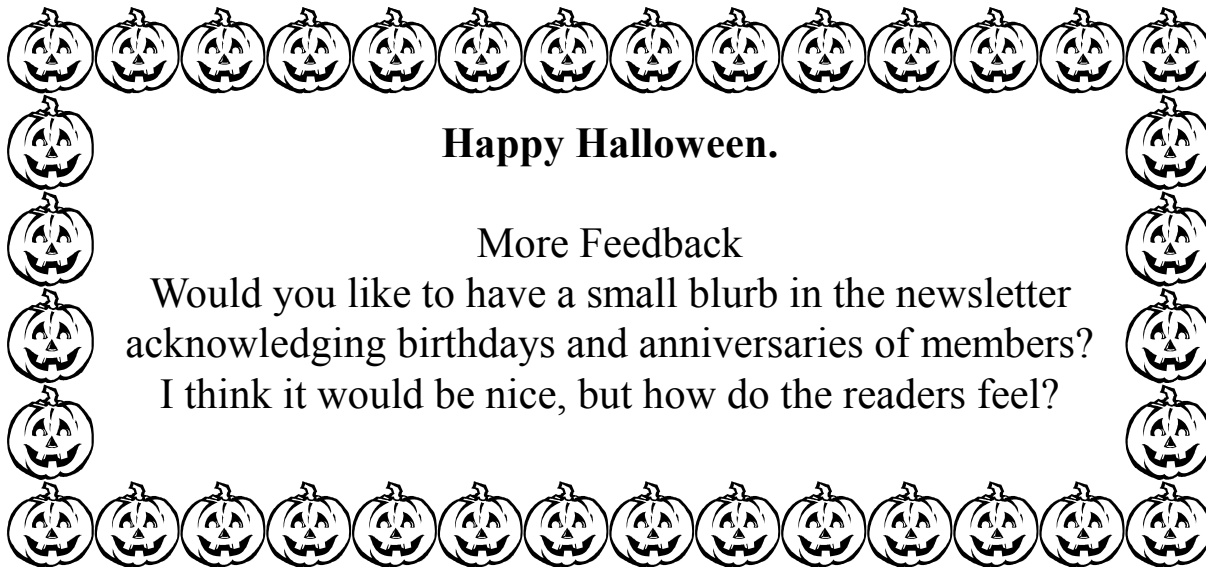 Happy Halloween.
More Feedback
Would you like to have a small blurb in the newsletter
acknowledging birthdays and anniversaries of members?
I think it would be nice, but how do the readers feel?